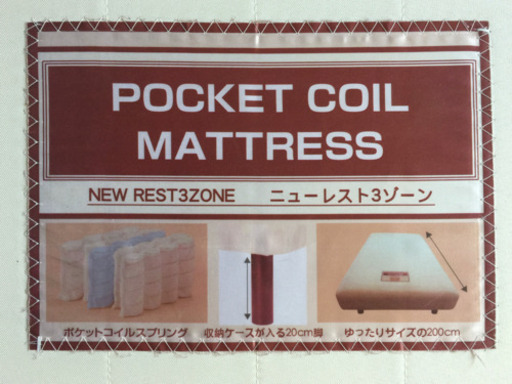 POCKET COIL
MATTRESS
NEW REST3ZONE ニューレスト3ゾーン
ポケットコイルスプリング 収納ケースが入る20cm脚 ゆったりサイズの200cm